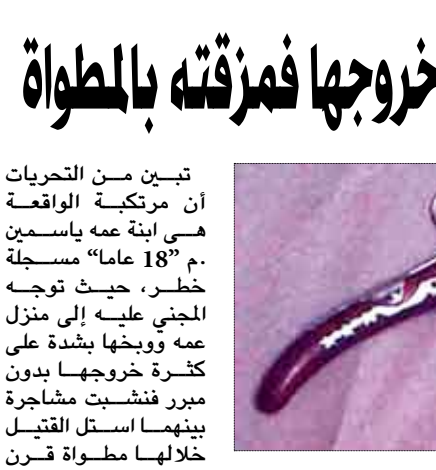 خروجها فمزقته بالمطواة
تبين من التحريات
أن مرتكبة الواقعة
هى ابنة عمه ياسمين
م. "18 عاما" مسجلة
خطر، حيث توجه
المجني عليه إلى منزل
عمه ووبخها بشدة على
كثرة خروجها بدون
مبرر فنشبت مشاجرة
بينهما استل القتيل
خلالها مطواة قرن